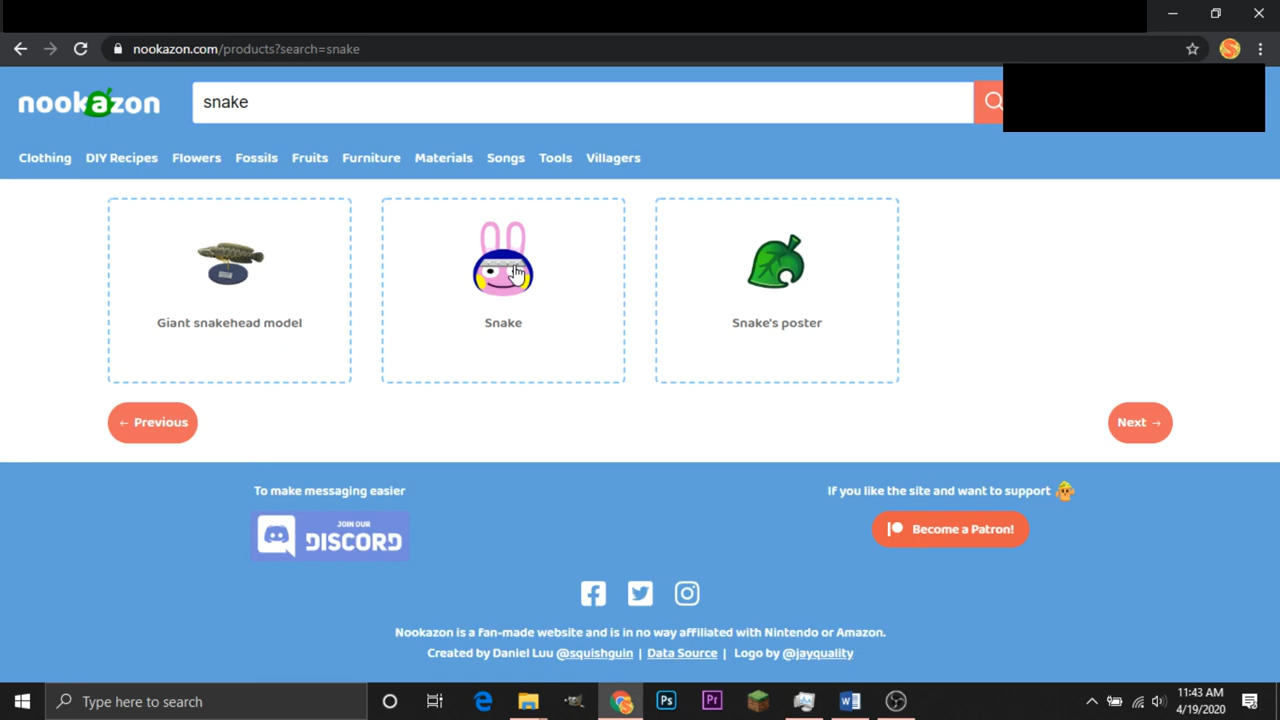 nookazon.com/products?search=snake
nookazon
snake
Clothing DIY Recipes Flowers Fossils Fruits Furniture Materials Songs Tools Villagers
Giant snakehead model
Snake
Snake's poster
← Previous
Next →
To make messaging easier
If you like the site and want to support
JOIN OUR
DISCORD
Become a Patron!
Nookazon is a fan-made website and is in no way affiliated with Nintendo or Amazon.
Created by Daniel Luu @squishguin | Data Source | Logo by @jayquality
Type here to search
Ps
Pr
11:43 AM
4/19/2020